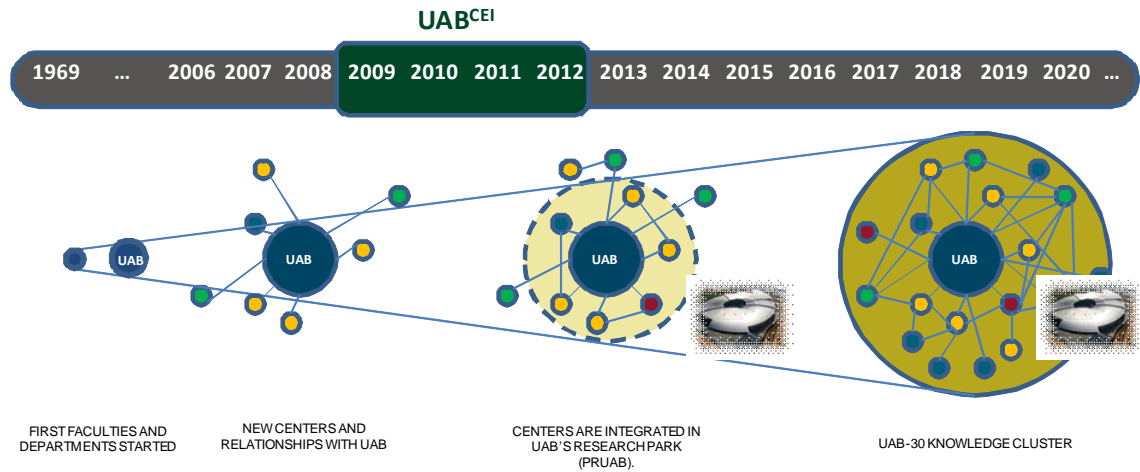 UAB^CEI
1969 ... 2006 2007 2008 2009 2010 2011 2012 2013 2014 2015 2016 2017 2018 2019 2020 ...
UAB UAB UAB UAB
FIRST FACULTIES AND
DEPARTMENTS STARTED
NEW CENTERS AND
RELATIONSHIPS WITH UAB
CENTERS ARE INTEGRATED IN
UAB'S RESEARCH PARK
(PRUAB).
UAB-30 KNOWLEDGE CLUSTER